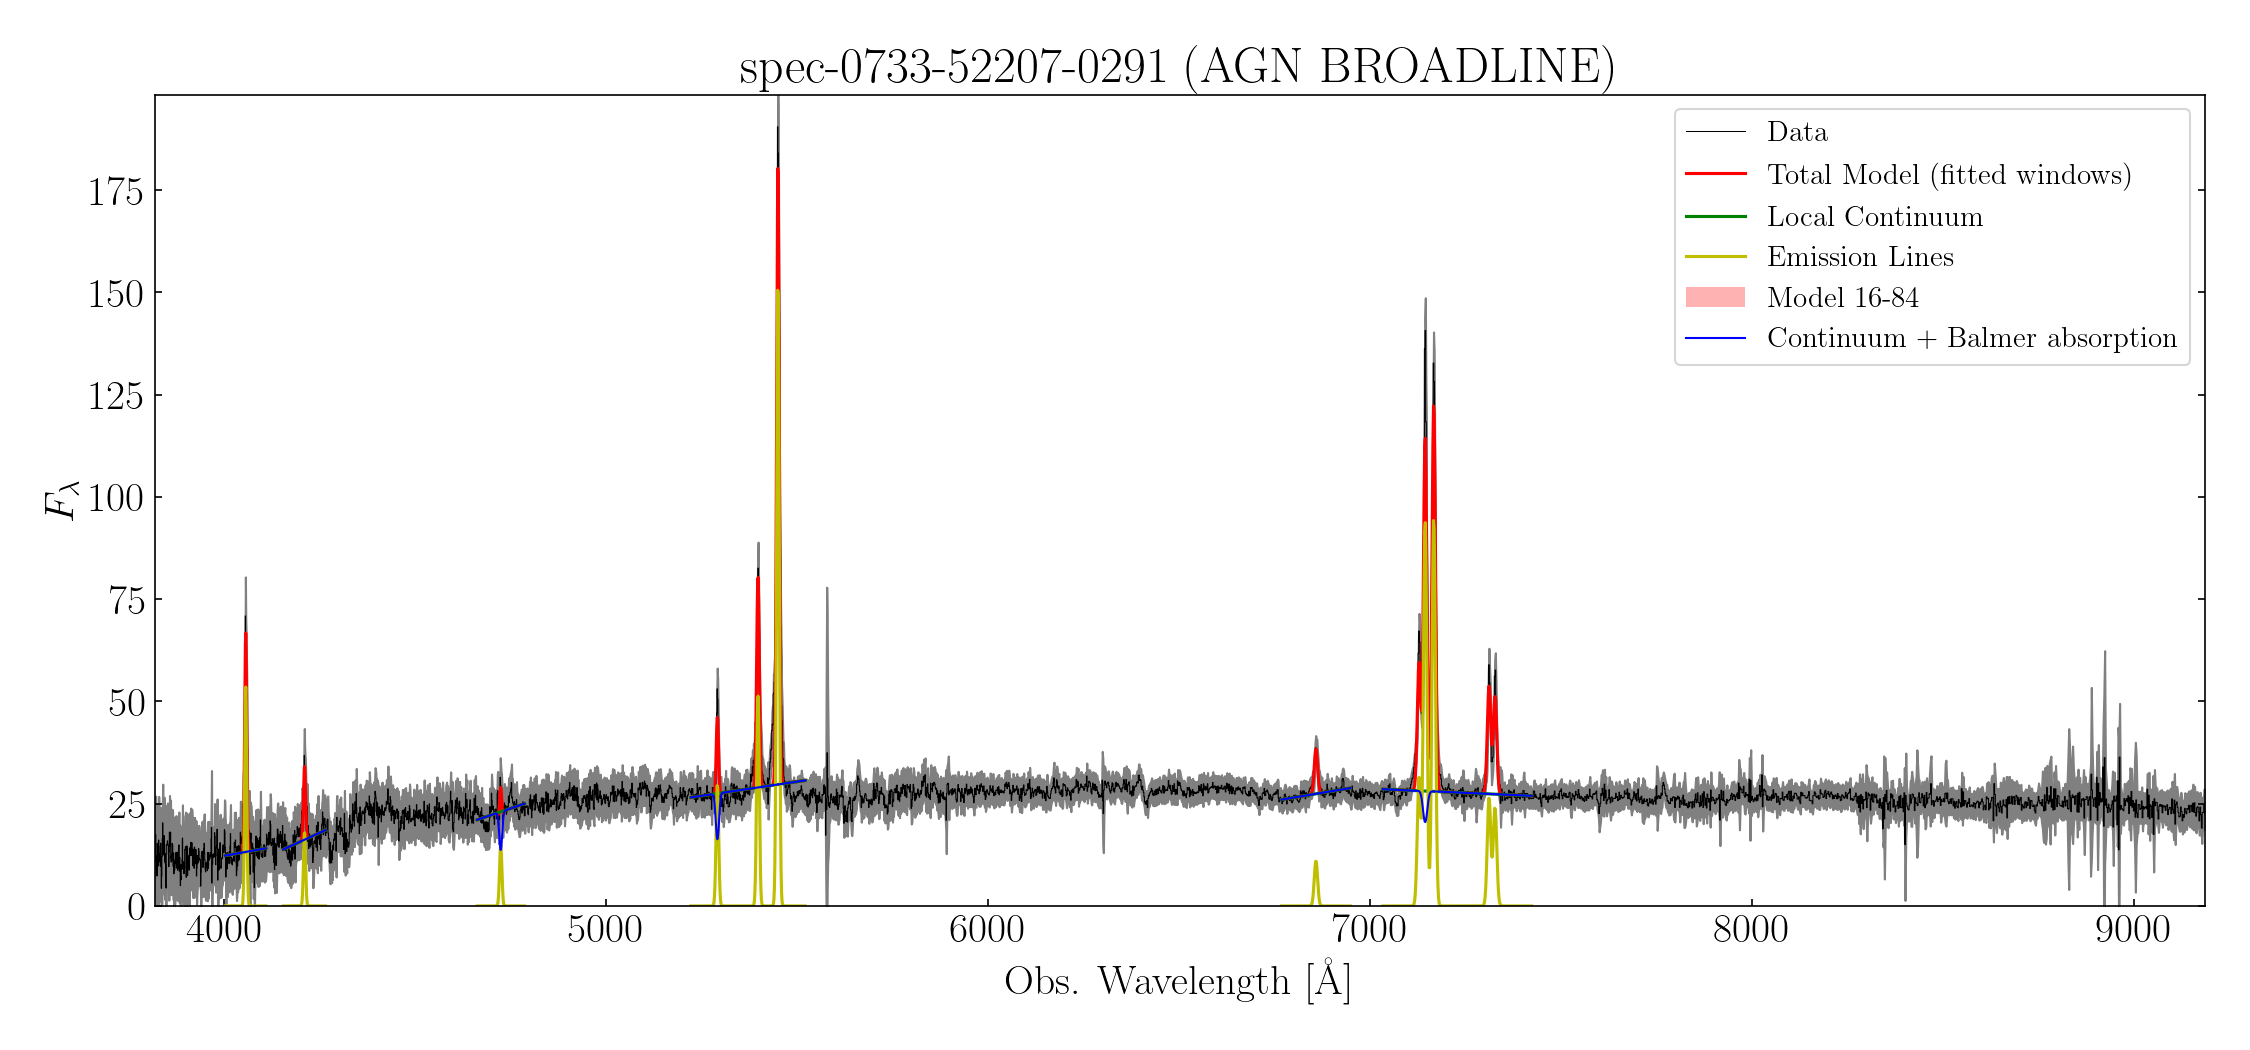 spec-0733-52207-0291 (AGN BROADLINE)
Data
Total Model (fitted windows)
Local Continuum
Emission Lines
Model 16-84
Continuum + Balmer absorption
175
150
125
100
75
50
25
0
F_λ
4000 5000 6000 7000 8000 9000
Obs. Wavelength [Å]